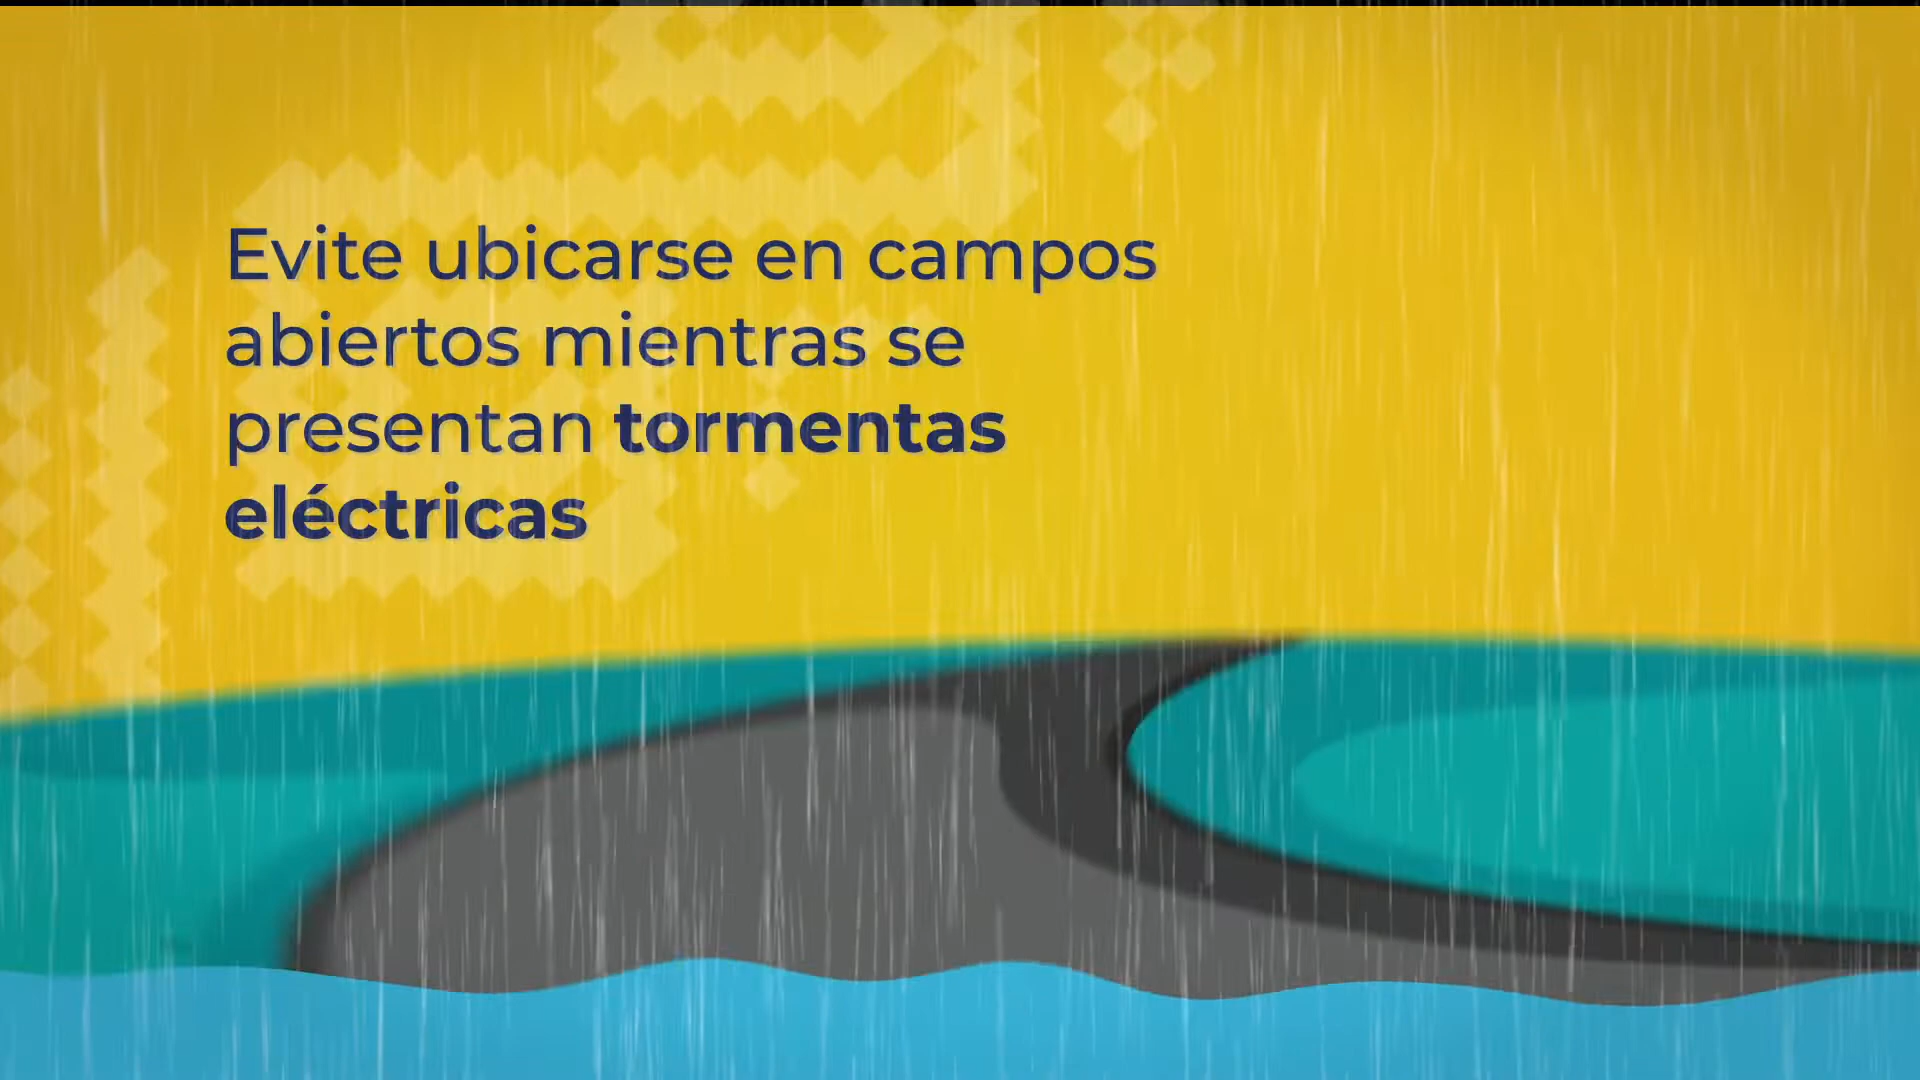 Evite ubicarse en campos
abiertos mientras se
presentan tormentas
eléctricas